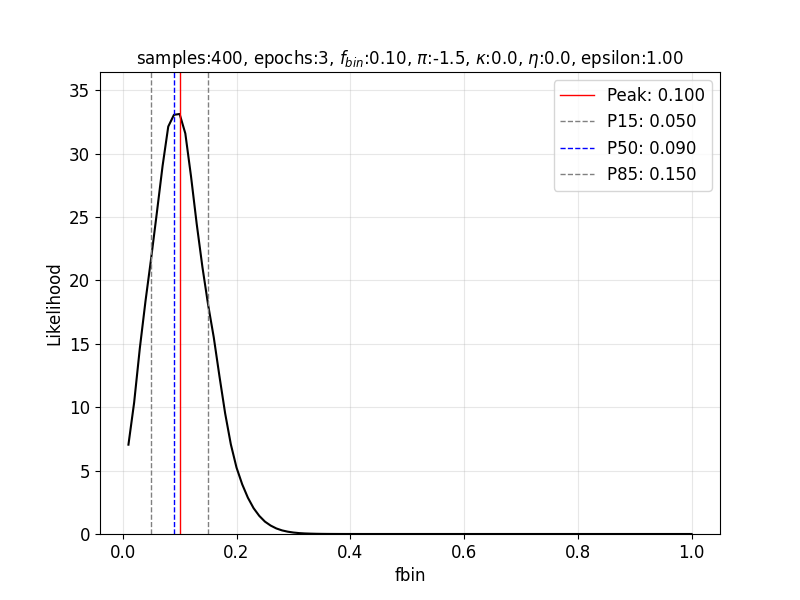 samples:400, epochs:3, f_bin:0.10, π:-1.5, κ:0.0, η:0.0, epsilon:1.00
Peak: 0.100
P15: 0.050
P50: 0.090
P85: 0.150
35
30
25
20
15
10
5
0
Likelihood
0.0 0.2 0.4 0.6 0.8 1.0
fbin